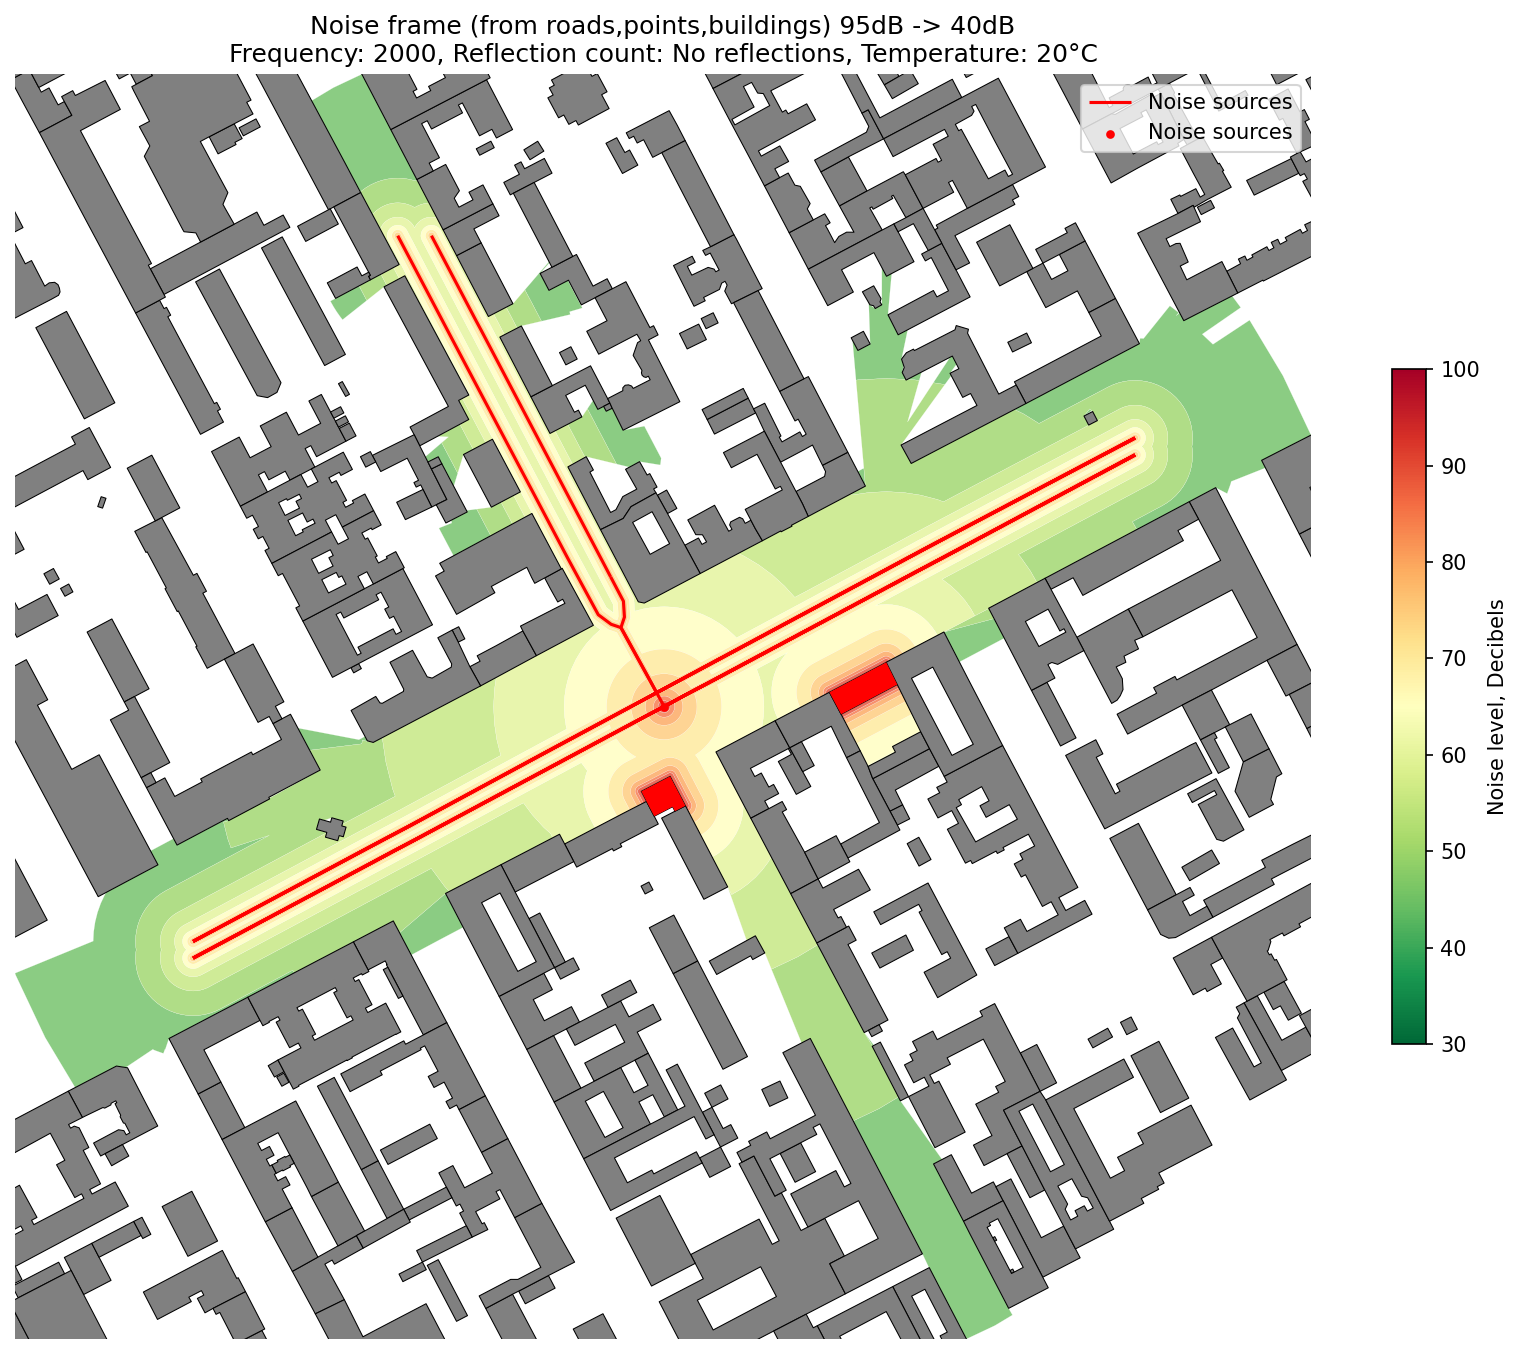 Noise frame (from roads,points,buildings) 95dB -> 40dB
Frequency: 2000, Reflection count: No reflections, Temperature: 20°C
Noise sources
Noise sources
100
90
80
70
60
50
40
30
Noise level, Decibels